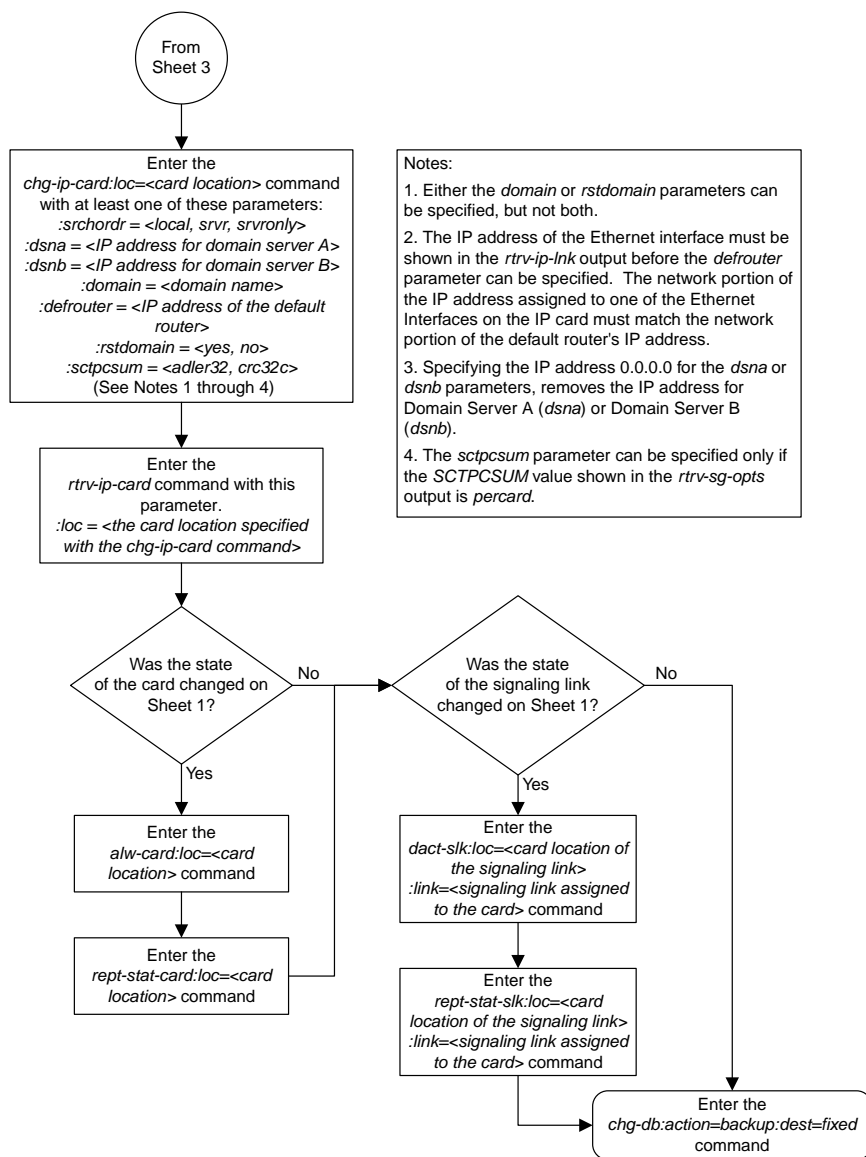 From
Sheet 3
Enter the
chg-ip-card:loc=<card location> command
with at least one of these parameters:
:srchordr = <local, srvr, srvronly>
:dsna = <IP address for domain server A>
:dsnb = <IP address for domain server B>
:domain = <domain name>
:defrouter = <IP address of the default
router>
:rstdomain = <yes, no>
:sctpcsum = <adler32, crc32c>
(See Notes 1 through 4)
Notes:
1. Either the domain or rstdomain parameters can
be specified, but not both.
2. The IP address of the Ethernet interface must be
shown in the rtrv-ip-lnk output before the defrouter
parameter can be specified. The network portion of
the IP address assigned to one of the Ethernet
Interfaces on the IP card must match the network
portion of the default router's IP address.
3. Specifying the IP address 0.0.0.0 for the dsna or
dsnb parameters, removes the IP address for
Domain Server A (dsna) or Domain Server B
(dsnb).
4. The sctpcsum parameter can be specified only if
the SCTPCSUM value shown in the rtrv-sg-opts
output is percard.
Enter the
rtrv-ip-card command with this
parameter.
:loc = <the card location specified
with the chg-ip-card command>
Was the state
of the card changed on
Sheet 1?
No
Yes
Was the state
of the signaling link
changed on Sheet 1?
No
Yes
Enter the
alw-card:loc=<card
location> command
Enter the
rept-stat-card:loc=<card
location> command
Enter the
dact-slk:loc=<card location of
the signaling link>
:link=<signaling link assigned
to the card> command
Enter the
rept-stat-slk:loc=<card
location of the signaling link>
:link=<signaling link assigned
to the card> command
Enter the
chg-db:action=backup:dest=fixed
command